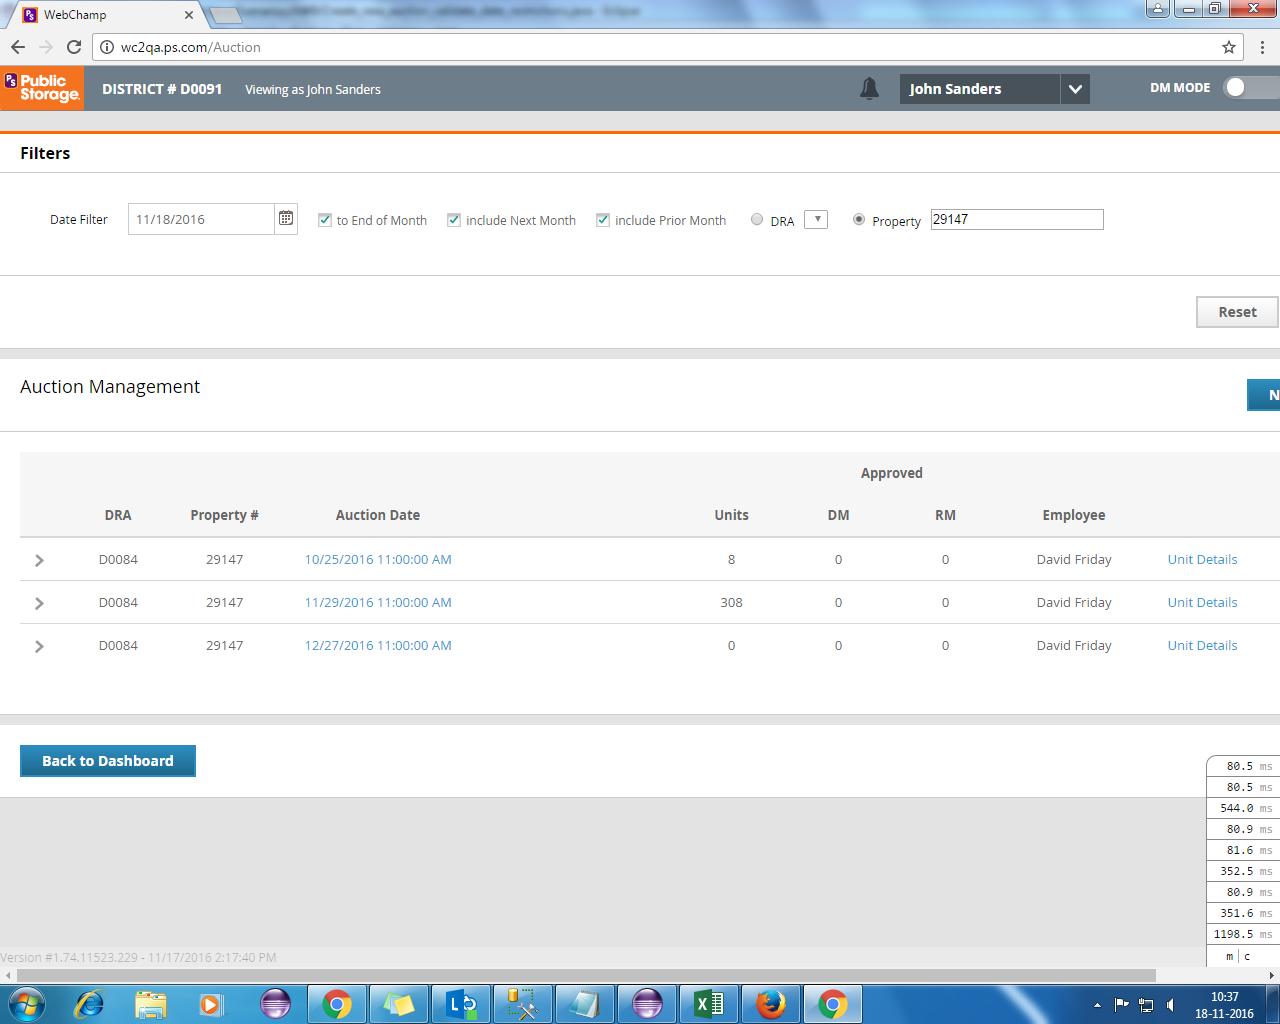 WebChamp
wc2qa.ps.com/Auction
PS Public Storage.
DISTRICT # D0091 Viewing as John Sanders John Sanders DM MODE
Filters
Date Filter 11/18/2016 to End of Month include Next Month include Prior Month DRA Property 29147
Reset
Auction Management
N
Approved
DRA Property # Auction Date Units DM RM Employee
D0084 29147 10/25/2016 11:00:00 AM 8 0 0 David Friday Unit Details
D0084 29147 11/29/2016 11:00:00 AM 308 0 0 David Friday Unit Details
D0084 29147 12/27/2016 11:00:00 AM 0 0 0 David Friday Unit Details
Back to Dashboard
80.5 ms
80.5 ms
544.0 ms
80.9 ms
81.6 ms
352.5 ms
80.9 ms
351.6 ms
1198.5 ms
m | c
Version #1.74.11523.229 - 11/17/2016 2:17:40 PM
10:37
18-11-2016